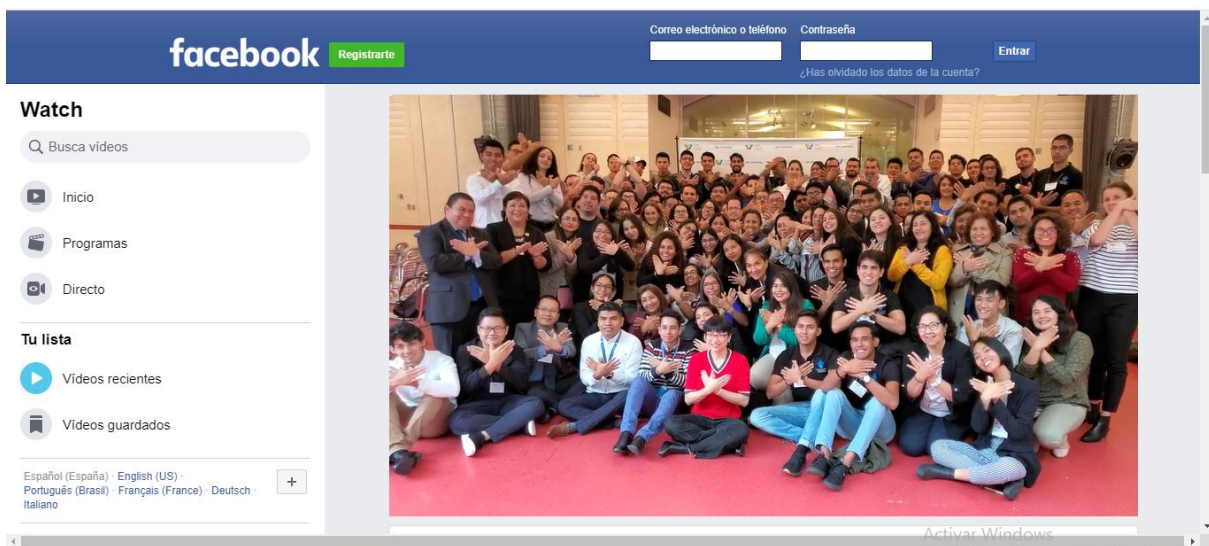 facebook
Registrarte
Correo electrónico o teléfono
Contraseña
Entrar
¿Has olvidado los datos de la cuenta?
Watch
Busca vídeos
Inicio
Programas
Directo
Tu lista
Vídeos recientes
Vídeos guardados
Español (España) · English (US) ·
Português (Brasil) · Français (France) · Deutsch ·
Italiano
+
Activar Windows